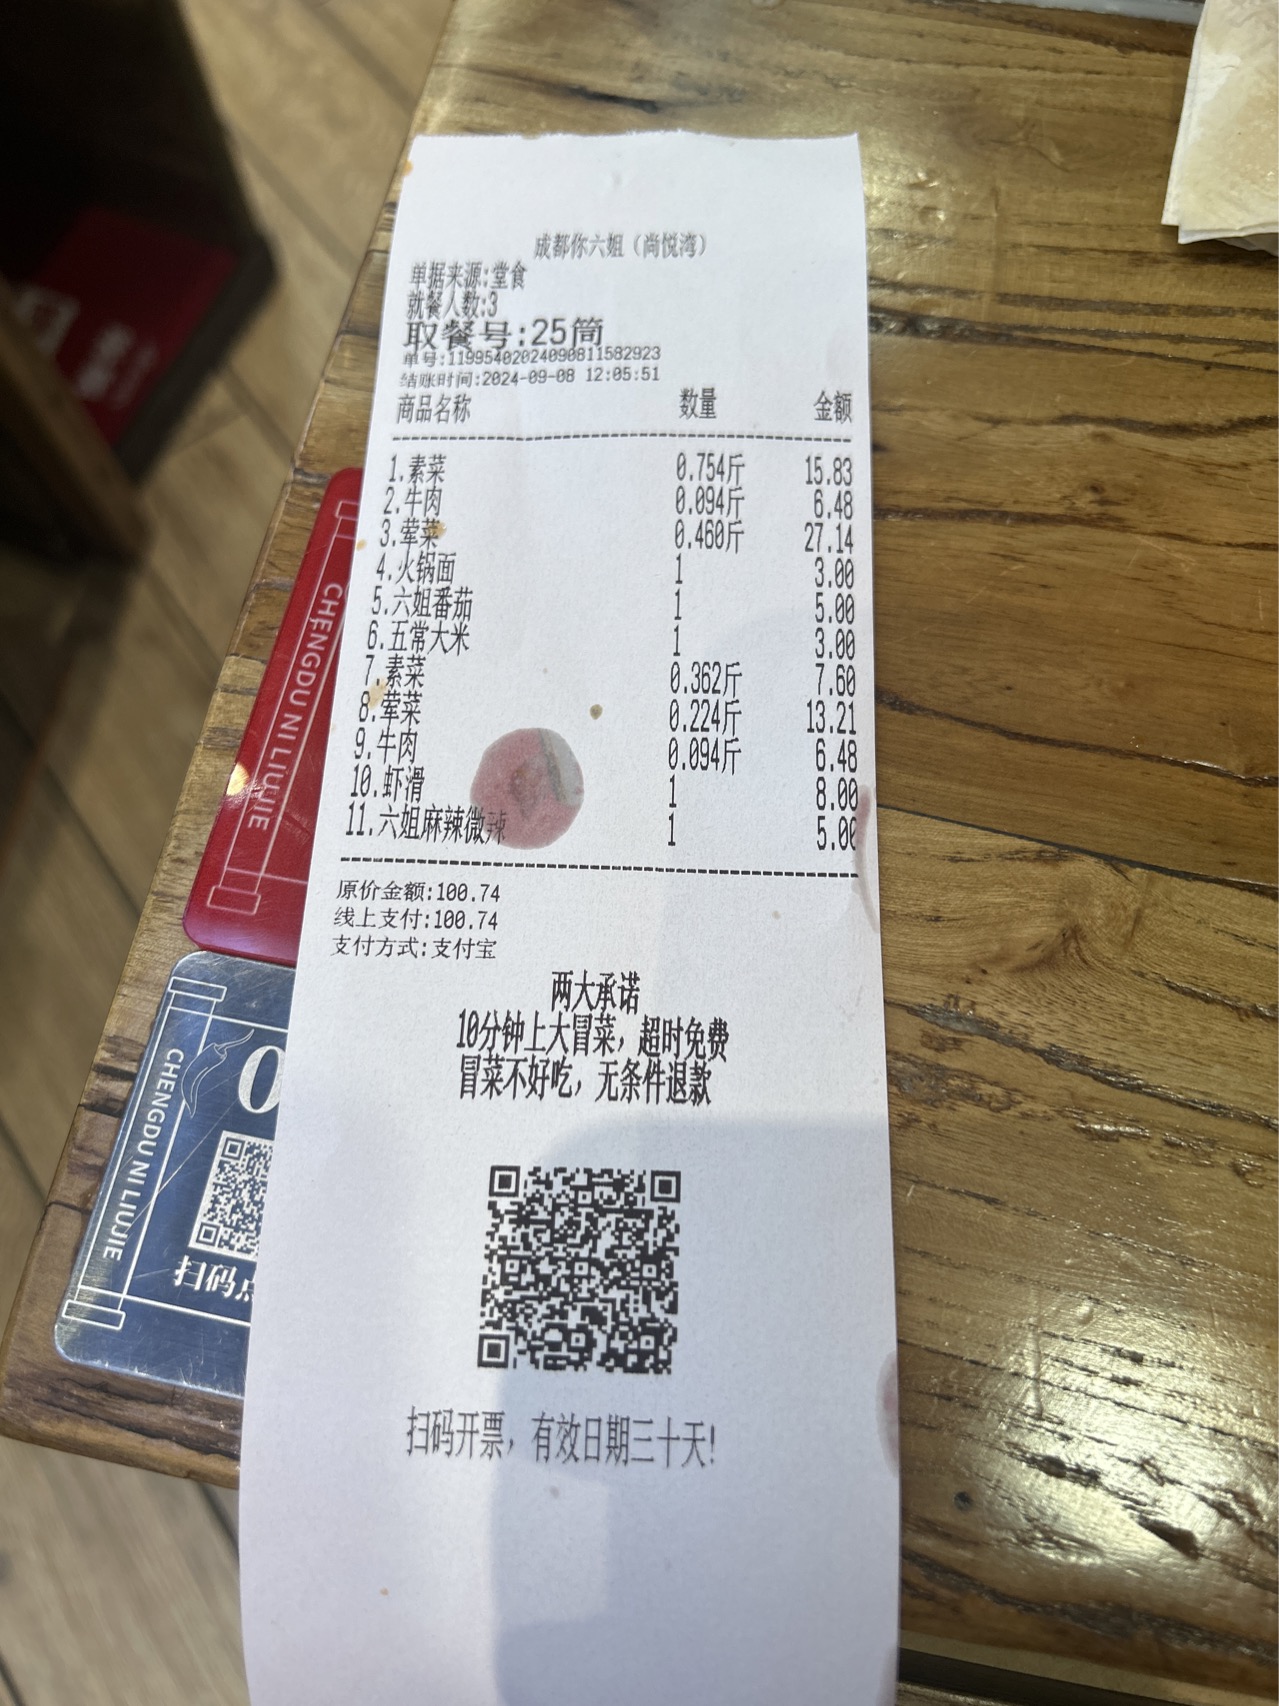 成都你六姐（尚悦湾）
单据来源:堂食
就餐人数:3
取餐号:25筒
单号:11995402024090811582923
结账时间:2024-09-08 12:05:51
商品名称 数量 金额
1.素菜 0.754斤 15.83
2.牛肉 0.094斤 6.48
3.荤菜 0.460斤 27.14
4.火锅面 1 3.00
5.六姐番茄 1 5.00
6.五常大米 1 3.00
7.素菜 0.362斤 7.60
8.荤菜 0.224斤 13.21
9.牛肉 0.094斤 6.48
10.虾滑 1 8.00
11.六姐麻辣微辣 1 5.00
原价金额:100.74
线上支付:100.74
支付方式:支付宝
两大承诺
10分钟上大冒菜，超时免费
冒菜不好吃，无条件退款
扫码开票，有效日期三十天!
CHENGDU NI LIUJIE
CHENGDU NI LIUJIE
0
扫码点